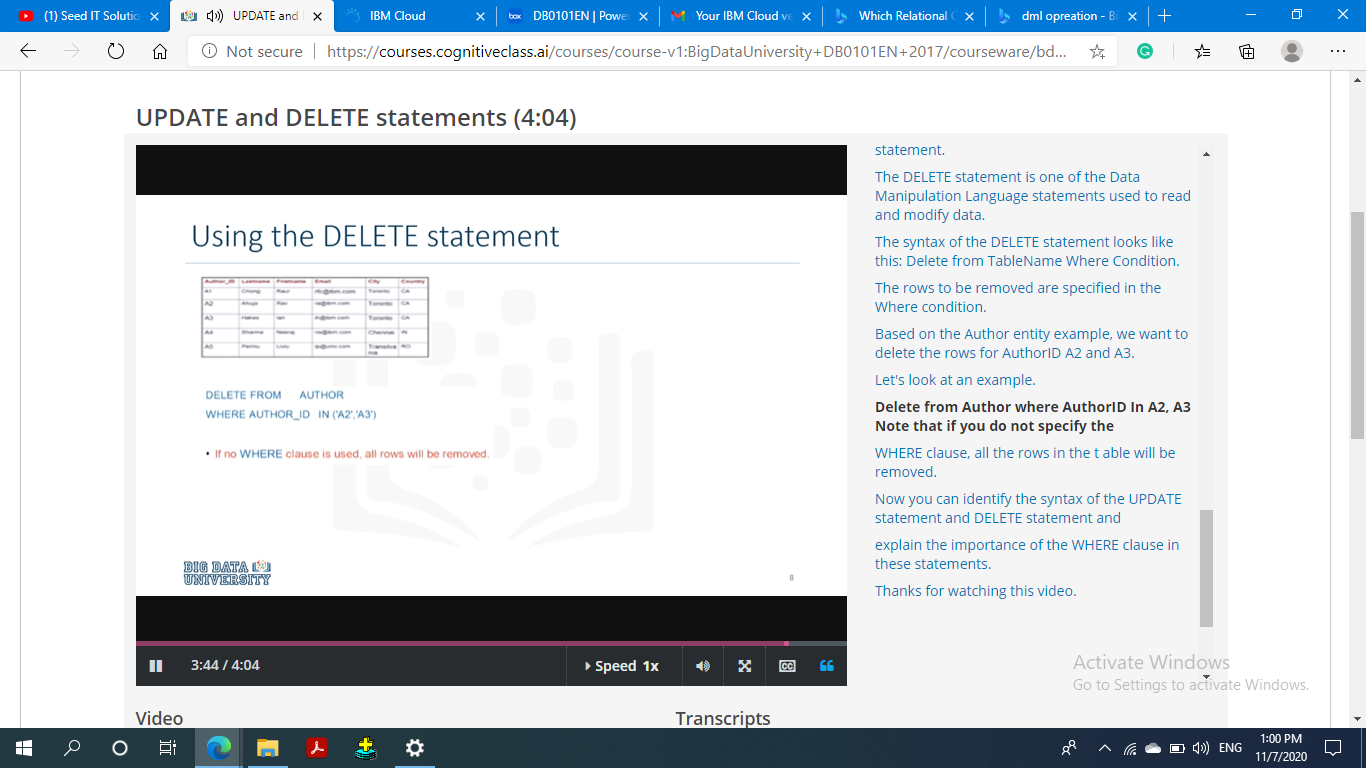 (1) Seed IT Solutio
UPDATE and
IBM Cloud
DB0101EN | Powe
Your IBM Cloud ve
Which Relational
dml opreation - Bi
Not secure
https://courses.cognitiveclass.ai/courses/course-v1:BigDataUniversity+DB0101EN+2017/courseware/bd...
UPDATE and DELETE statements (4:04)
Using the DELETE statement
Author_ID Lastname Firstname Email City Country
A1 Chong Raul rfc@ibm.com Toronto CA
A2 Ahuja Rav ra@ibm.com Toronto CA
A3 Hakes Ian ih@ibm.com Toronto CA
A4 Sharma Neeraj ns@ibm.com Chennai IN
A5 Perniu Liviu @univ.com Transilva RO
nia
DELETE FROM AUTHOR
WHERE AUTHOR_ID IN ('A2','A3')
• If no WHERE clause is used, all rows will be removed.
BIG DATA
UNIVERSITY
8
3:44 / 4:04
Speed 1x
CC
statement.
The DELETE statement is one of the Data
Manipulation Language statements used to read
and modify data.
The syntax of the DELETE statement looks like
this: Delete from TableName Where Condition.
The rows to be removed are specified in the
Where condition.
Based on the Author entity example, we want to
delete the rows for AuthorID A2 and A3.
Let's look at an example.
Delete from Author where AuthorID In A2, A3
Note that if you do not specify the
WHERE clause, all the rows in the t able will be
removed.
Now you can identify the syntax of the UPDATE
statement and DELETE statement and
explain the importance of the WHERE clause in
these statements.
Thanks for watching this video.
Activate Windows
Go to Settings to activate Windows.
Video
Transcripts
ENG
1:00 PM
11/7/2020